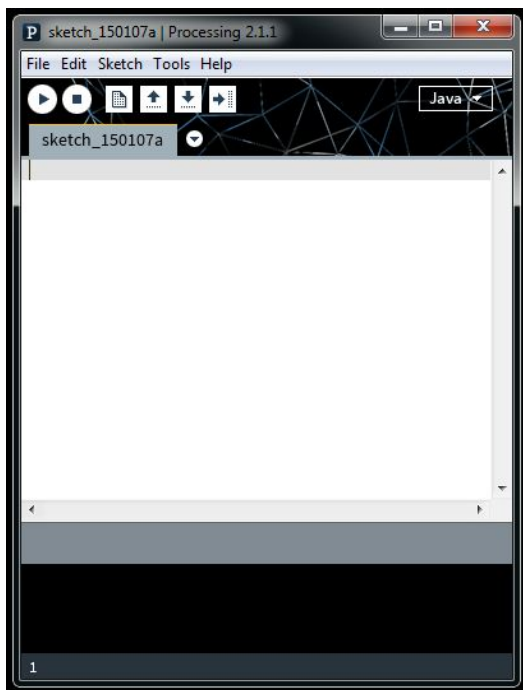 P sketch_150107a | Processing 2.1.1
File Edit Sketch Tools Help
Java
sketch_150107a
1